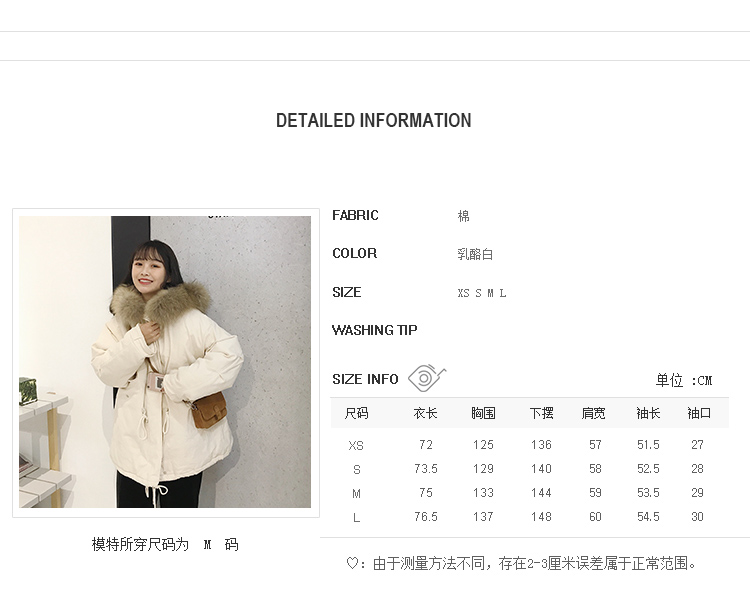 DETAILED INFORMATION
FABRIC 棉
COLOR 乳酪白
SIZE XS S M L
WASHING TIP
SIZE INFO 单位 :CM
尺码 衣长 胸围 下摆 肩宽 袖长 袖口
XS 72 125 136 57 51.5 27
S 73.5 129 140 58 52.5 28
M 75 133 144 59 53.5 29
L 76.5 137 148 60 54.5 30
模特所穿尺码为 M 码
♡：由于测量方法不同，存在2-3厘米误差属于正常范围。